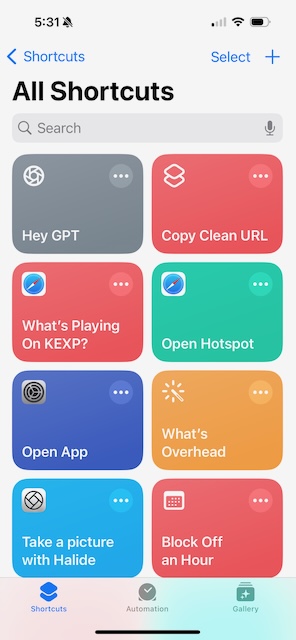 5:31
Shortcuts
Select
All Shortcuts
Search
Hey GPT
Copy Clean URL
What's Playing
On KEXP?
Open Hotspot
Open App
What's
Overhead
Take a picture
with Halide
Block Off
an Hour
Shortcuts
Automation
Gallery